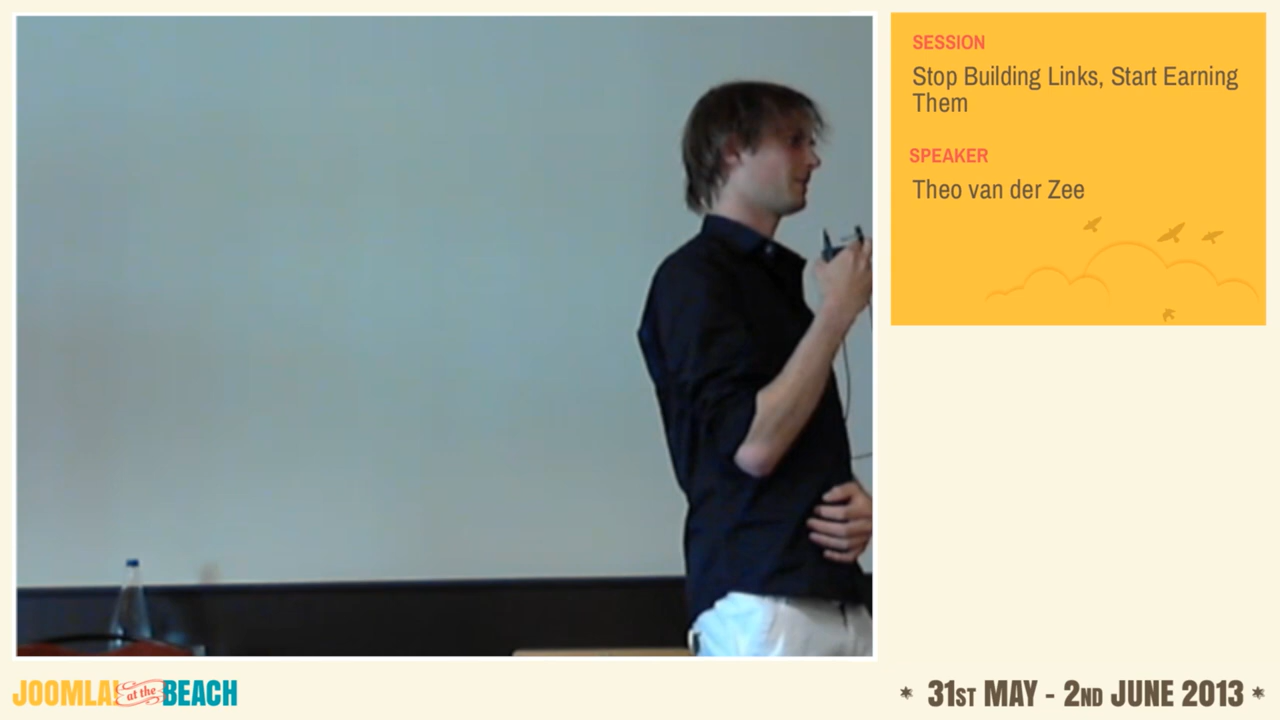 SESSION
Stop Building Links, Start Earning
Them
SPEAKER
Theo van der Zee
JOOMLA! at the BEACH
* 31ST MAY - 2ND JUNE 2013 *